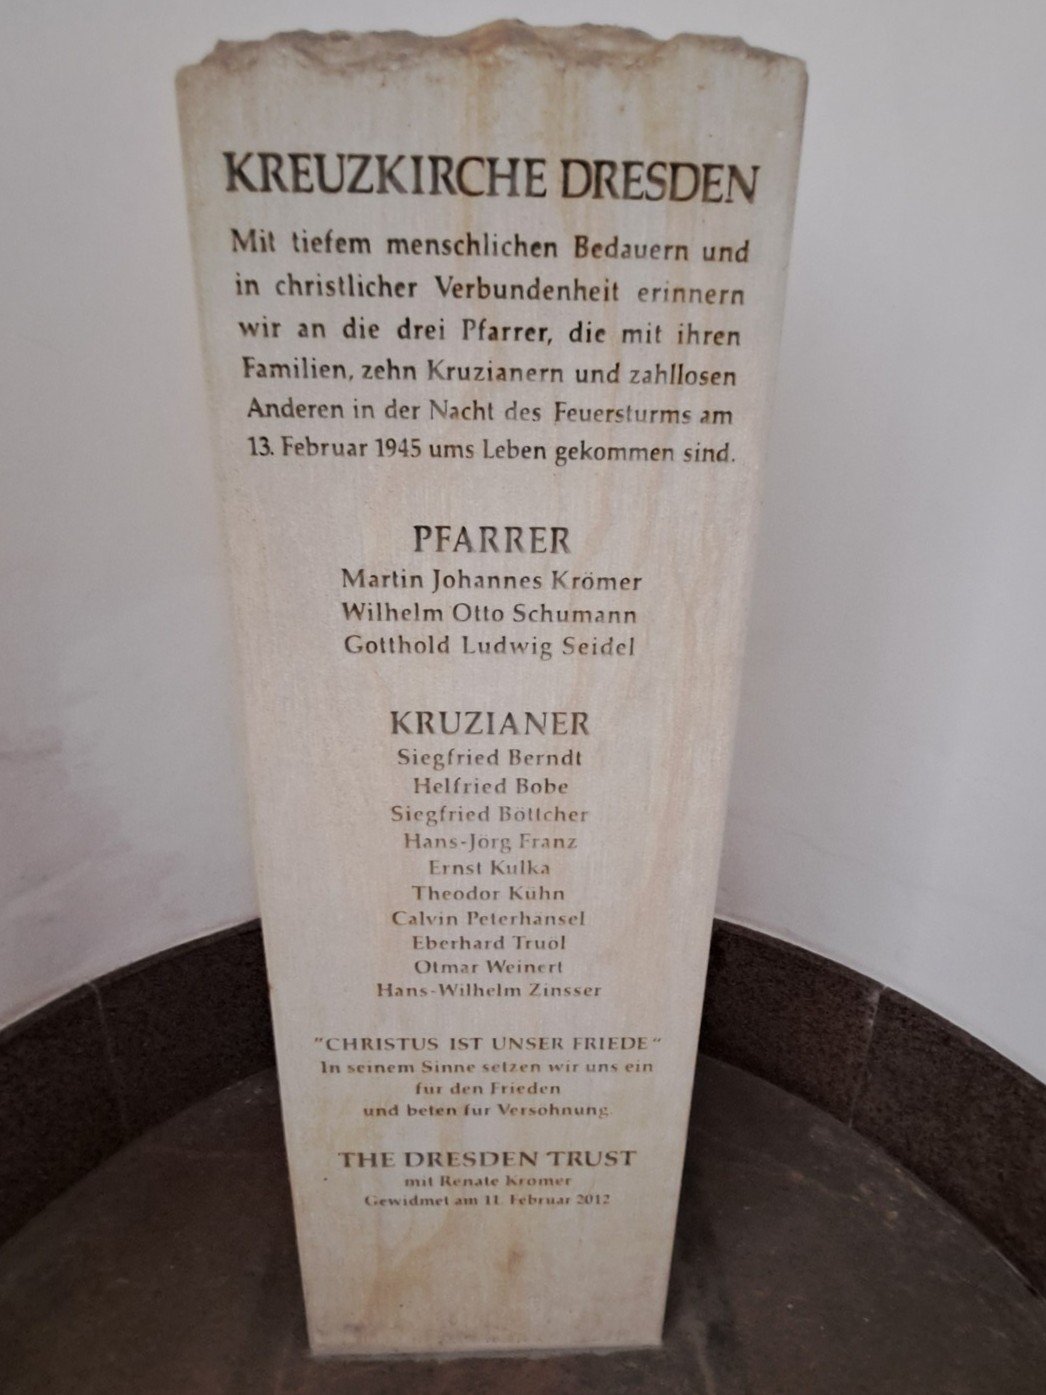 KREUZKIRCHE DRESDEN
Mit tiefem menschlichen Bedauern und
in christlicher Verbundenheit erinnern
wir an die drei Pfarrer, die mit ihren
Familien, zehn Kruzianern und zahllosen
Anderen in der Nacht des Feuersturms am
13. Februar 1945 ums Leben gekommen sind.
PFARRER
Martin Johannes Krömer
Wilhelm Otto Schumann
Gotthold Ludwig Seidel
KRUZIANER
Siegfried Berndt
Helfried Bobe
Siegfried Böttcher
Hans-Jörg Franz
Ernst Kulka
Theodor Kühn
Calvin Peterhansel
Eberhard Truöl
Otmar Weinert
Hans-Wilhelm Zinsser
"CHRISTUS IST UNSER FRIEDE"
In seinem Sinne setzen wir uns ein
für den Frieden
und beten für Versöhnung.
THE DRESDEN TRUST
mit Renate Krömer
Gewidmet am 11. Februar 2012